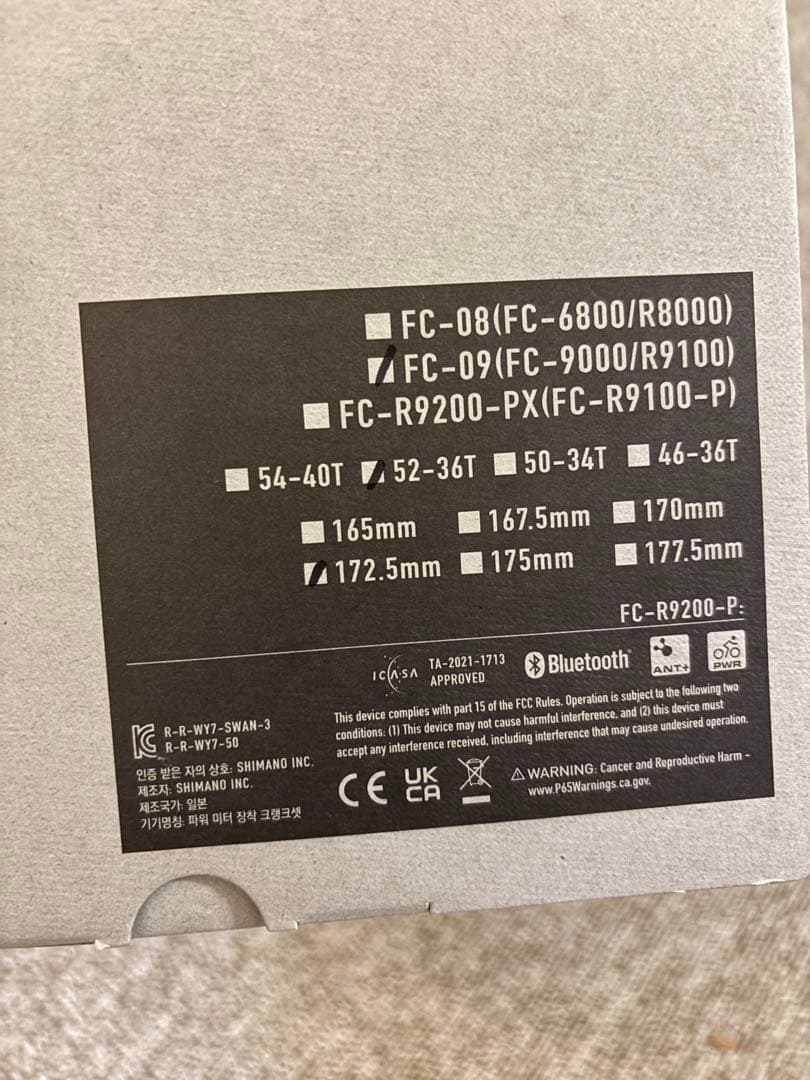 FC-08(FC-6800/R8000)
FC-09(FC-9000/R9100)
FC-R9200-PX(FC-R9100-P)
54-40T 52-36T 50-34T 46-36T
165mm 167.5mm 170mm
172.5mm 175mm 177.5mm
FC-R9200-P:
ICASA TA-2021-1713 APPROVED
Bluetooth®
ANT+
PWR
R-R-WY7-SWAN-3
R-R-WY7-50
인증 받은 자의 상호: SHIMANO INC.
제조자: SHIMANO INC.
제조국가: 일본
기기명칭: 파워 미터 장착 크랭크셋
This device complies with part 15 of the FCC Rules. Operation is subject to the following two
conditions: (1) This device may not cause harmful interference, and (2) this device must
accept any interference received, including interference that may cause undesired operation.
CE
UK
CA
WARNING: Cancer and Reproductive Harm –
www.P65Warnings.ca.gov.